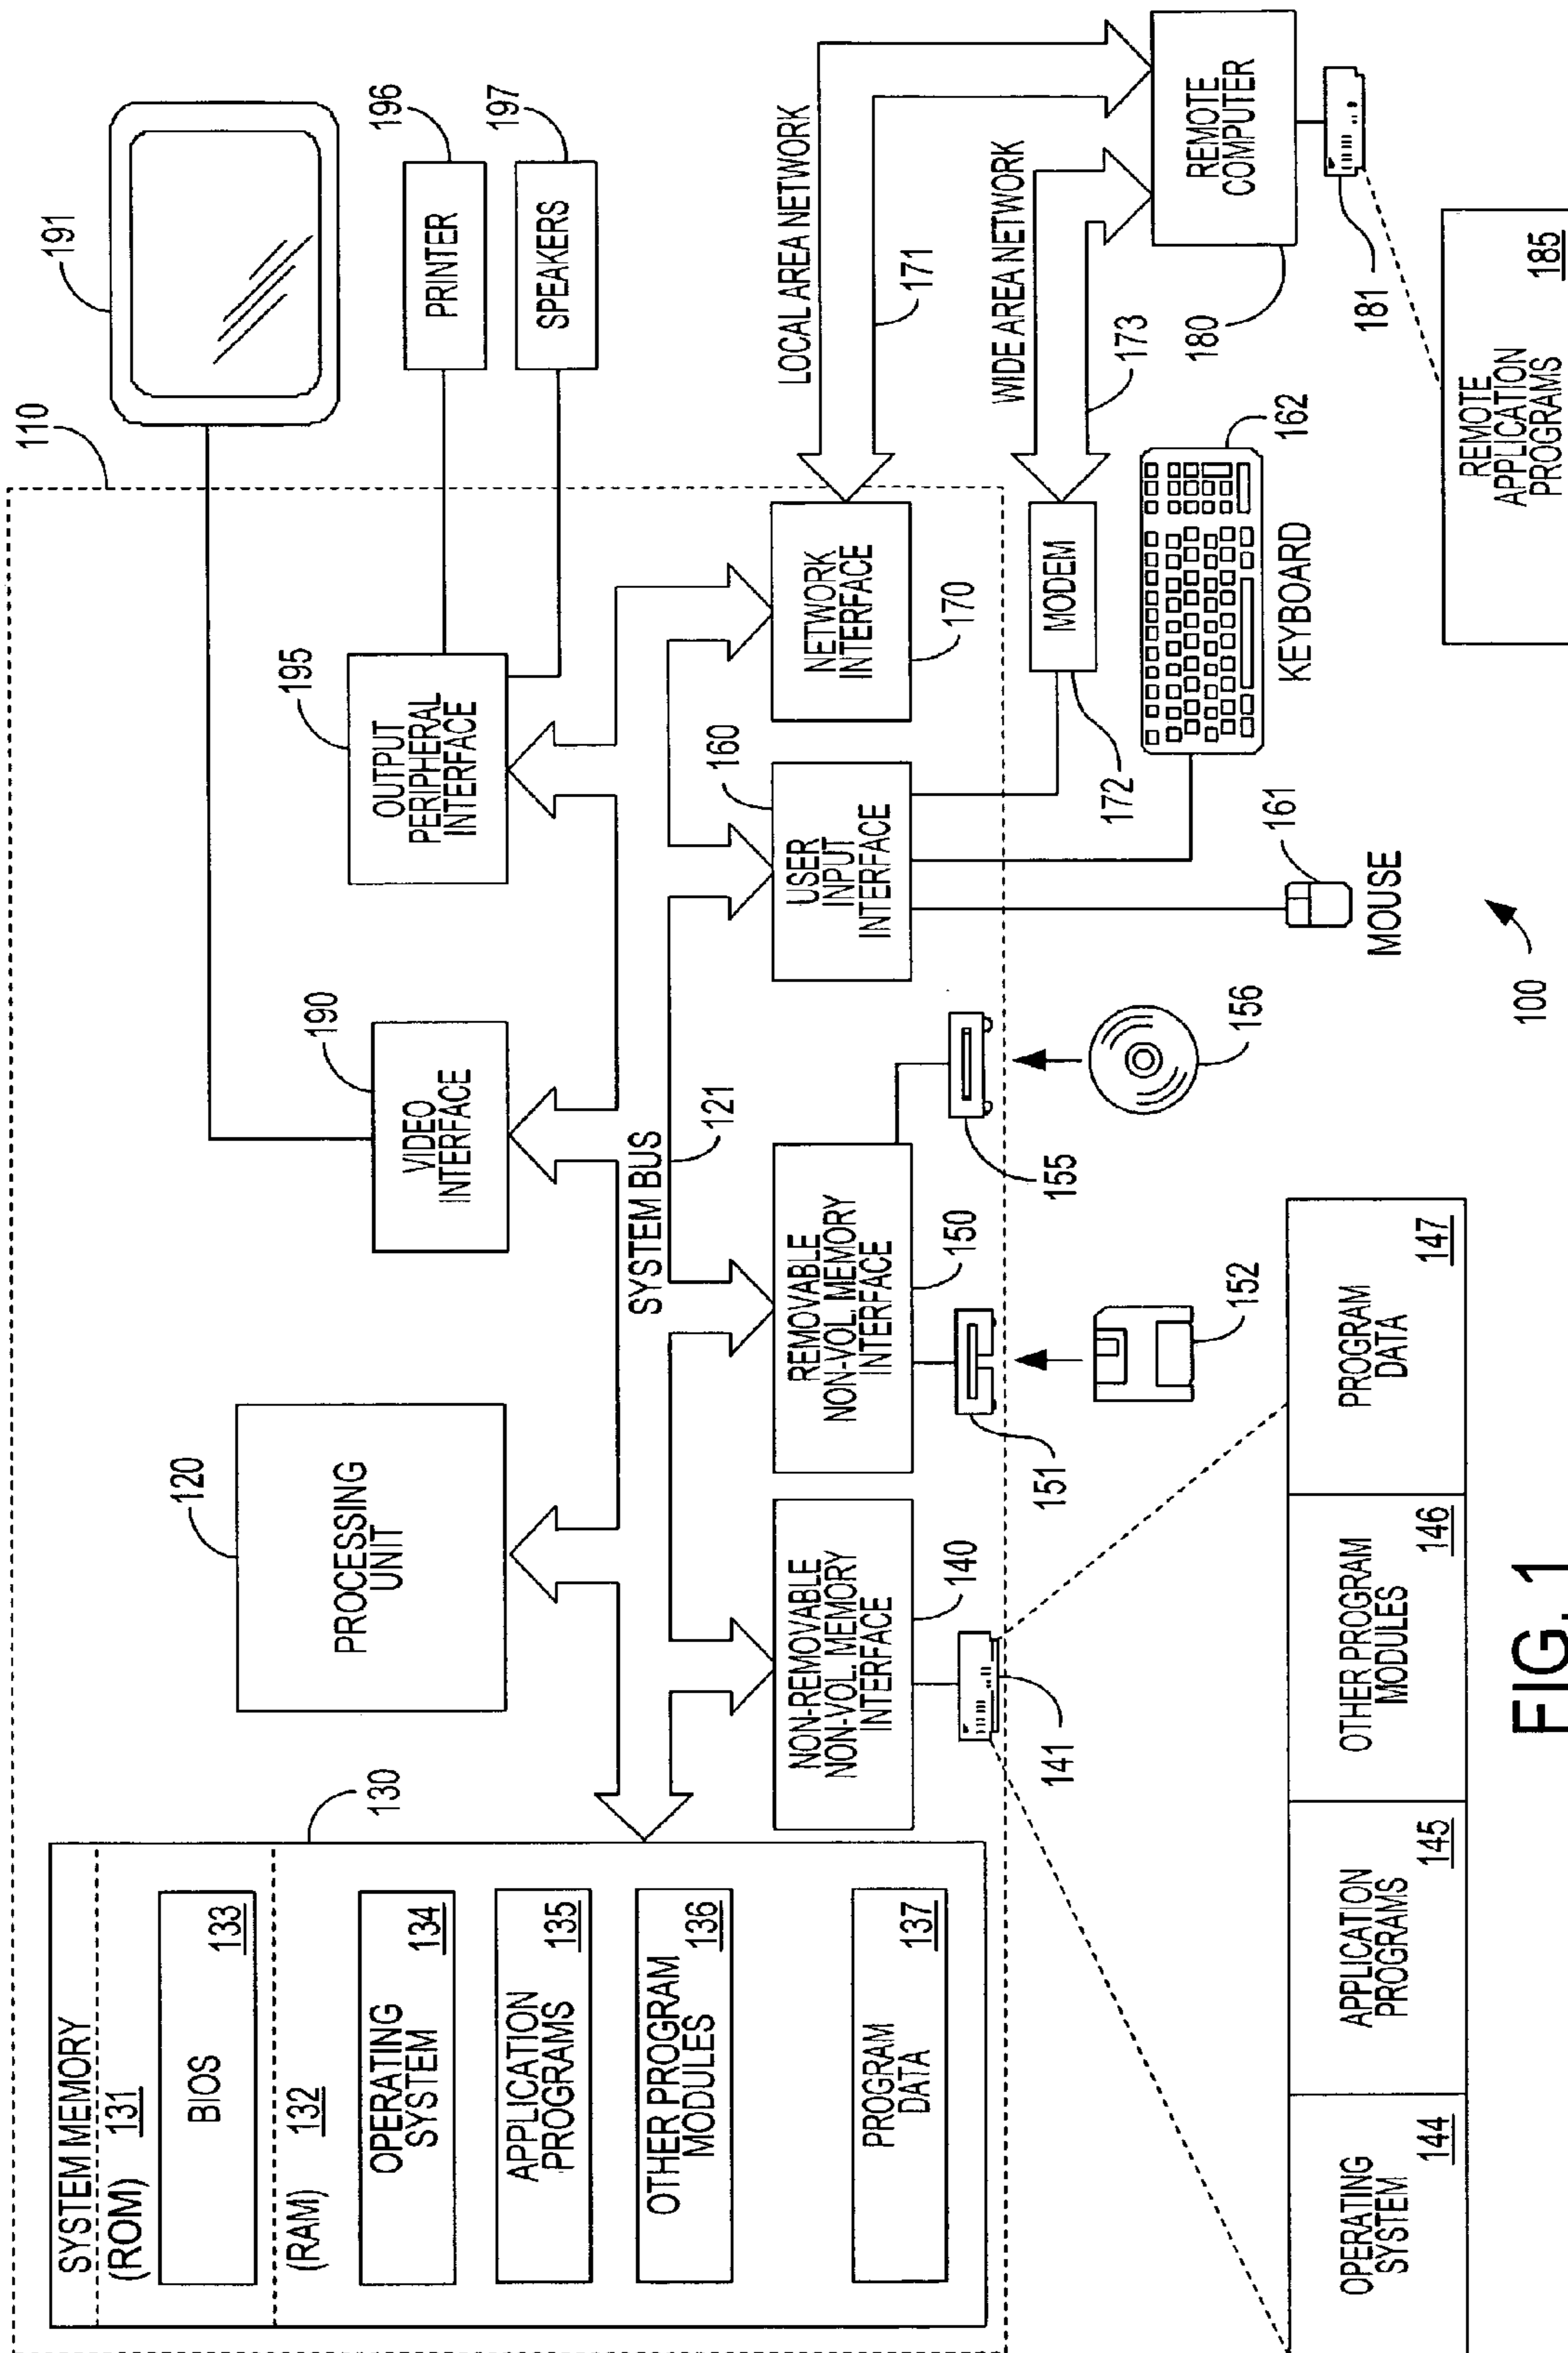 110
191
SYSTEM MEMORY
(ROM) 131
BIOS
133
(RAM) 132
OPERATING
SYSTEM
134
APPLICATION
PROGRAMS
135
OTHER PROGRAM
MODULES
136
PROGRAM
DATA
137
130
120
PROCESSING
UNIT
190
VIDEO
INTERFACE
195
OUTPUT
PERIPHERAL
INTERFACE
PRINTER
196
SPEAKERS
197
SYSTEM BUS
121
NON-REMOVABLE
NON-VOL. MEMORY
INTERFACE
140
REMOVABLE
NON-VOL. MEMORY
INTERFACE
150
160
USER
INPUT
INTERFACE
NETWORK
INTERFACE
170
LOCAL AREA NETWORK
171
WIDE AREA NETWORK
173
MODEM
172
141
151
155
152
156
161
MOUSE
162
KEYBOARD
REMOTE
COMPUTER
180
181
REMOTE
APPLICATION
PROGRAMS
185
OPERATING
SYSTEM
144
APPLICATION
PROGRAMS
145
OTHER PROGRAM
MODULES
146
PROGRAM
DATA
147
100
FIG. 1